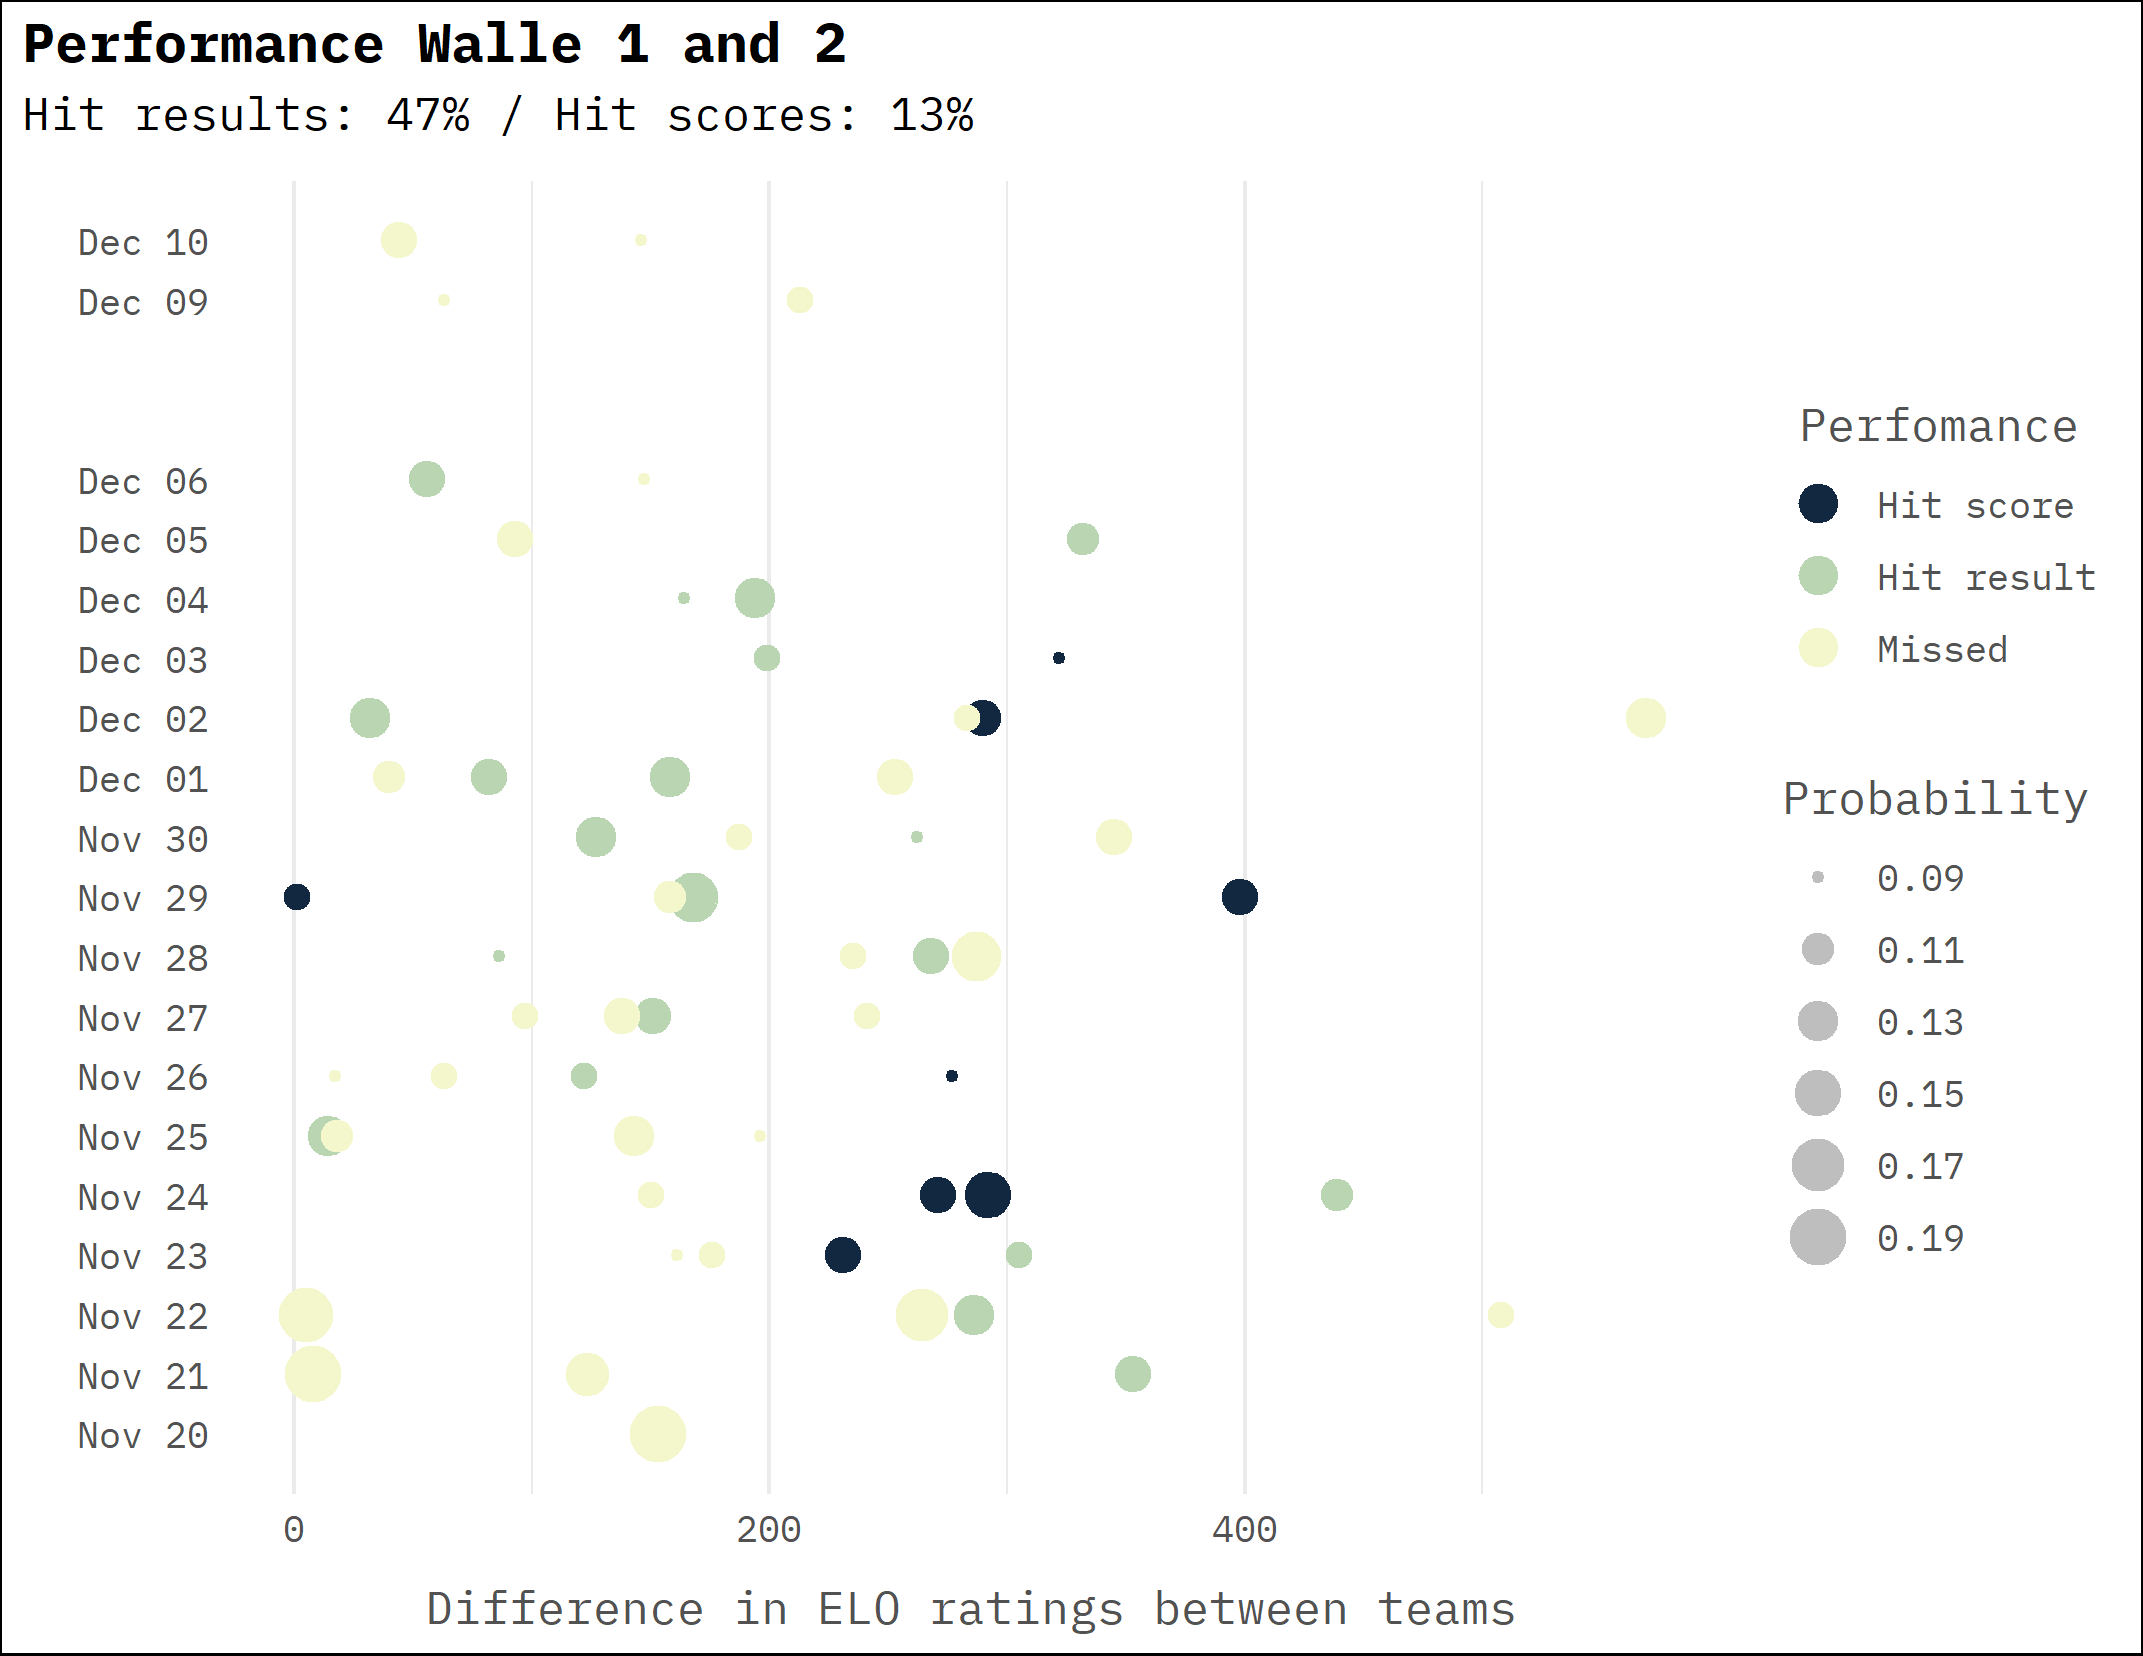 Performance Walle 1 and 2
Hit results: 47% / Hit scores: 13%
Dec 10
Dec 09
Dec 06
Dec 05
Dec 04
Dec 03
Dec 02
Dec 01
Nov 30
Nov 29
Nov 28
Nov 27
Nov 26
Nov 25
Nov 24
Nov 23
Nov 22
Nov 21
Nov 20
0
200
400
Difference in ELO ratings between teams
Perfomance
Hit score
Hit result
Missed
Probability
0.09
0.11
0.13
0.15
0.17
0.19